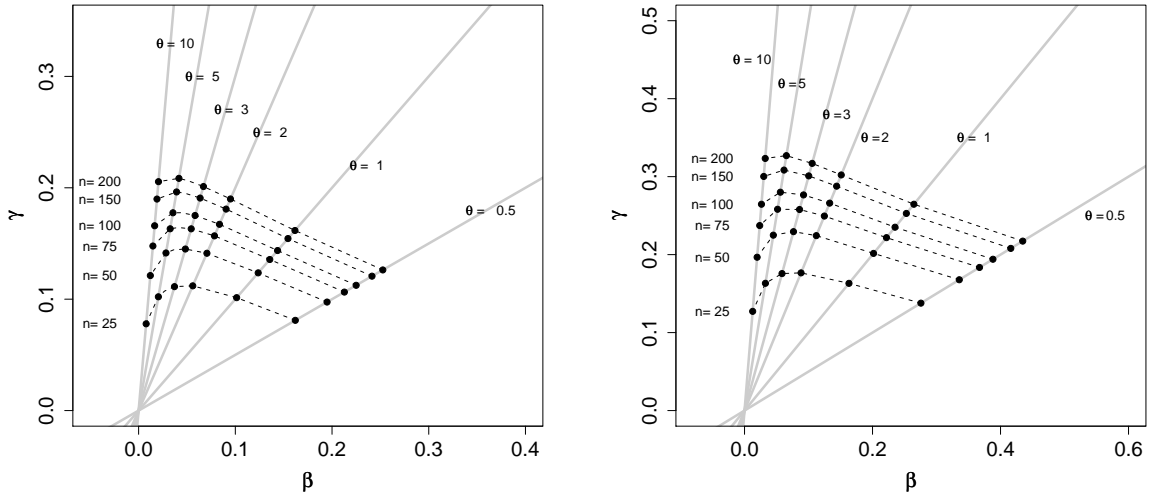 0.3
0.2
0.1
0.0
γ
θ = 10
θ = 5
θ = 3
θ = 2
θ = 1
θ = 0.5
n= 200
n= 150
n= 100
n= 75
n= 50
n= 25
0.0 0.1 0.2 0.3 0.4
β
0.5
0.4
0.3
0.2
0.1
0.0
γ
θ = 10
θ = 5
θ = 3
θ = 2
θ = 1
θ = 0.5
n= 200
n= 150
n= 100
n= 75
n= 50
n= 25
0.0 0.2 0.4 0.6
β